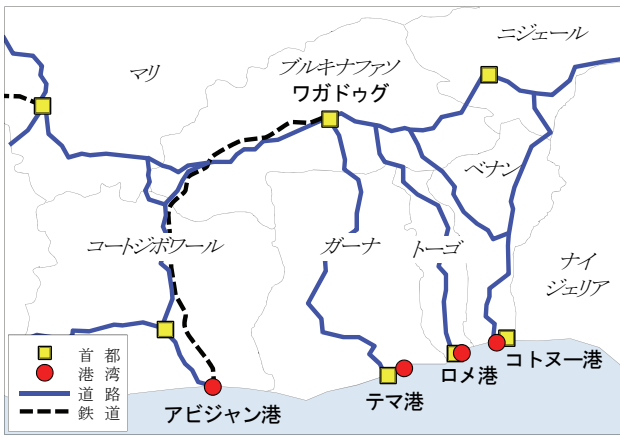 ニジェール
マリ
ブルキナファソ
ワガドゥグ
ベナン
コートジボワール
ガーナ
トーゴ
ナイ
ジェリア
首 都
港 湾
道 路
鉄 道
アビジャン港
テマ港
ロメ港
コトヌー港